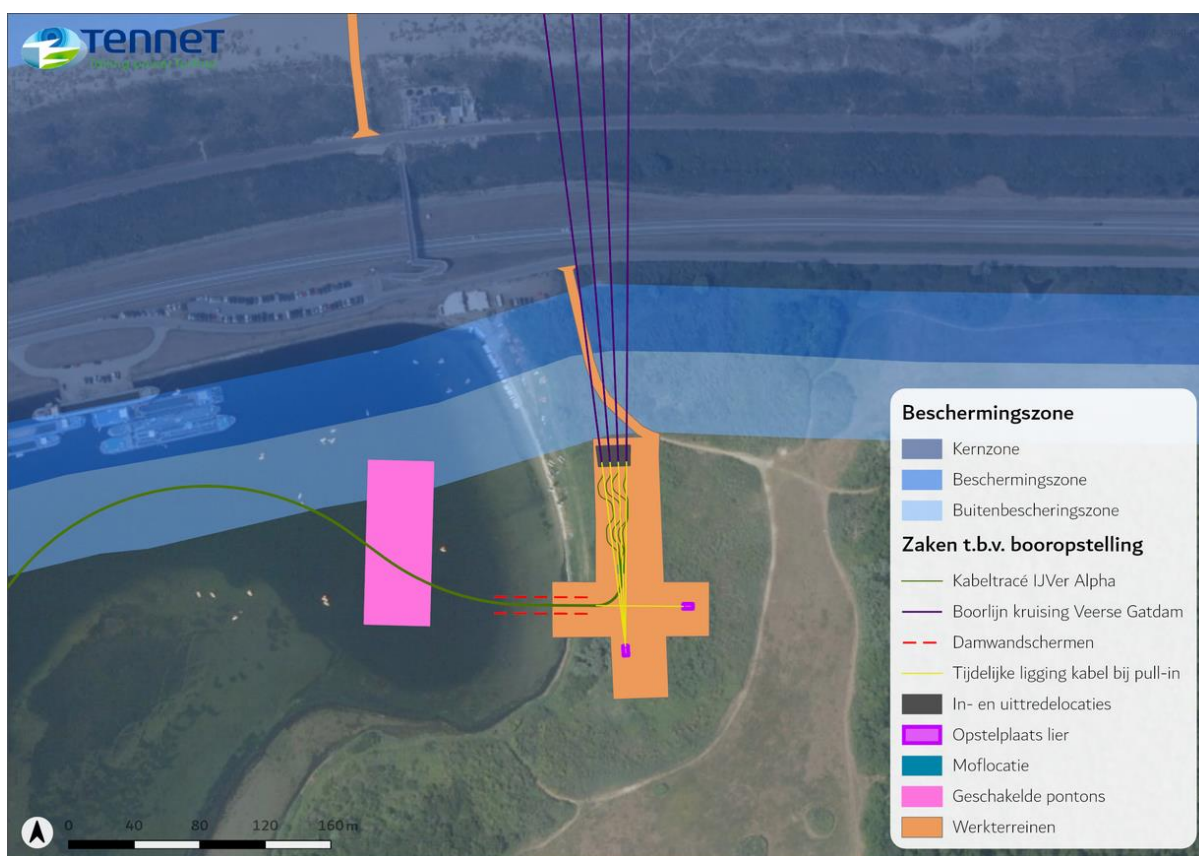 TENNET
Beschermingszone
Kernzone
Beschermingszone
Buitenbescheringszone
Zaken t.b.v. booropstelling
Kabeltracé IJVer Alpha
Boorlijn kruising Veerse Gatdam
Damwandschermen
Tijdelijke ligging kabel bij pull-in
In- en uittredelocaties
Opstelplaats lier
Moflocatie
Geschakelde pontons
Werkterreinen
0 40 80 120 160 m